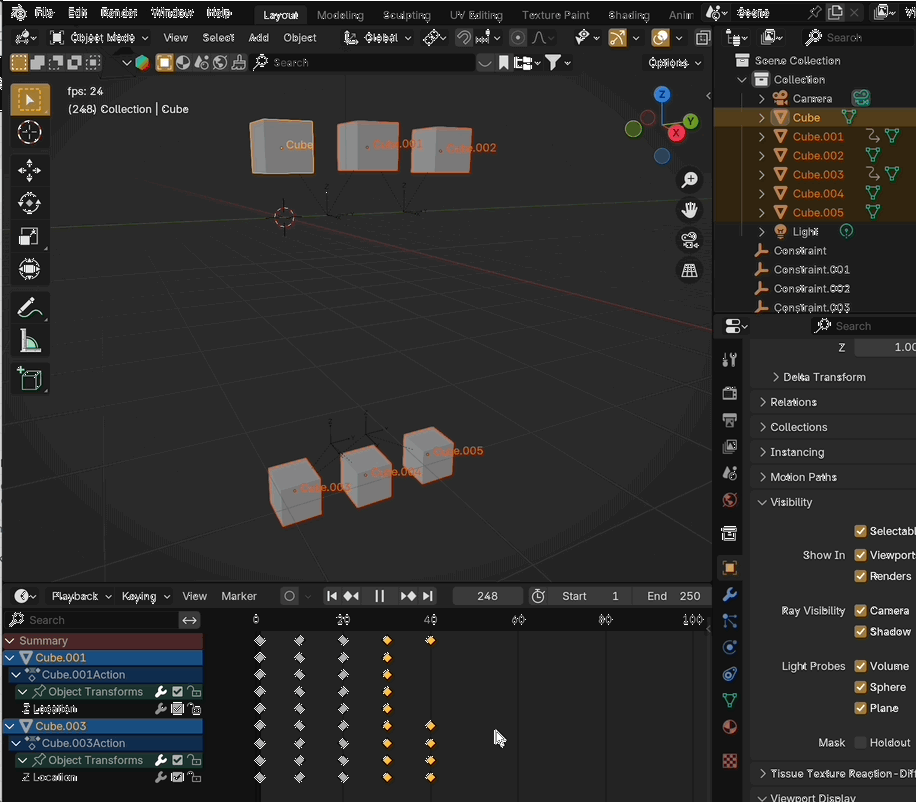 File Edit Render Window Help Layout Modeling Sculpting UV Editing Texture Paint Shading Anim Scene
Object Mode View Select Add Object Global Search
Search Options
fps: 24
(248) Collection | Cube
Z
Y
X
Cube Cube.001 Cube.002
Cube.005
Scene Collection
Collection
Camera
Cube
Cube.001
Cube.002
Cube.003
Cube.004
Cube.005
Light
Constraint
Constraint.001
Constraint.002
Constraint.003
Search
Z 1.00
Delta Transform
Relations
Collections
Instancing
Motion Paths
Visibility
Selectabl
Show In Viewports
Renders
Ray Visibility Camera
Shadow
Light Probes Volume
Sphere
Plane
Mask Holdout
Tissue Texture Reaction-Diff
Viewport Display
Playback Keying View Marker 248 Start 1 End 250
Search 0 20 40 60 80 100
Summary
Cube.001
Cube.001Action
Object Transforms
Z Location
Cube.003
Cube.003Action
Object Transforms
Z Location